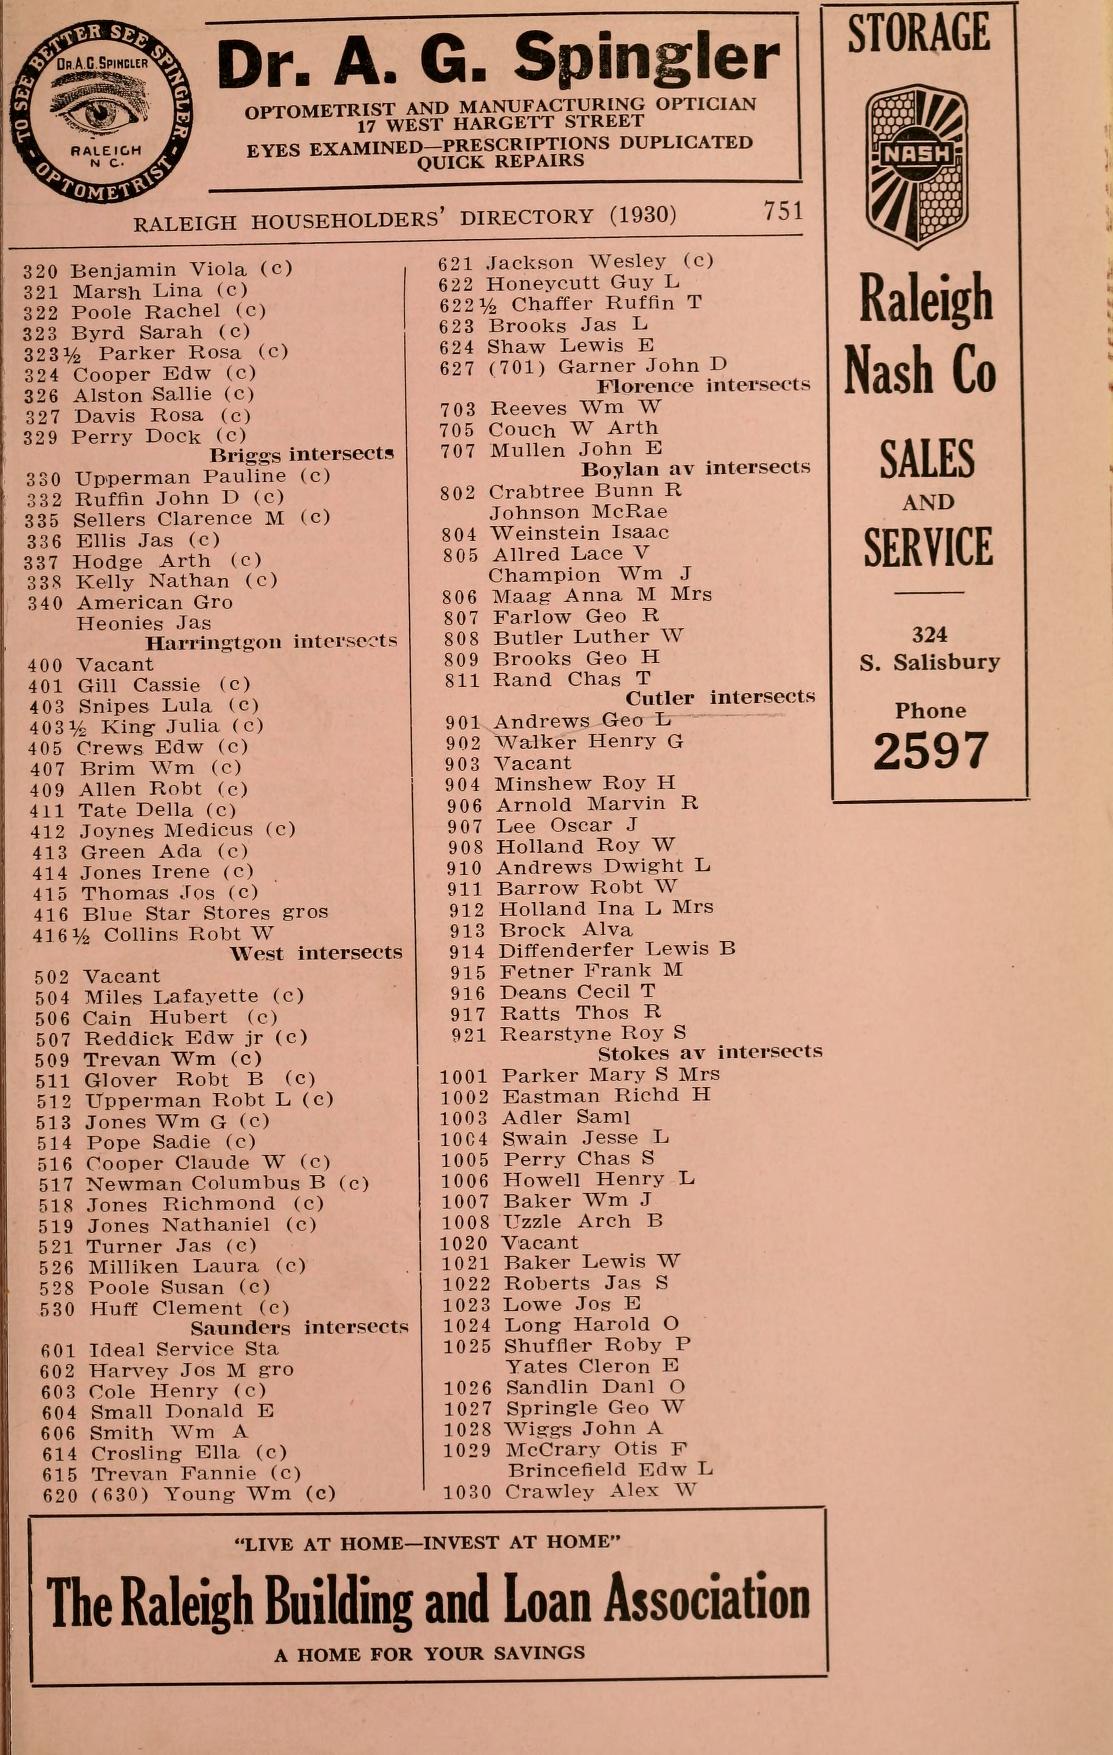 TO SEE BETTER SEE SPINGLER
DR. A. G. SPINGLER
RALEIGH
N C.
OPTOMETRIST
Dr. A. G. Spingler
OPTOMETRIST AND MANUFACTURING OPTICIAN
17 WEST HARGETT STREET
EYES EXAMINED—PRESCRIPTIONS DUPLICATED
QUICK REPAIRS
RALEIGH HOUSEHOLDERS' DIRECTORY (1930) 751
320 Benjamin Viola (c)
321 Marsh Lina (c)
322 Poole Rachel (c)
323 Byrd Sarah (c)
323½ Parker Rosa (c)
324 Cooper Edw (c)
326 Alston Sallie (c)
327 Davis Rosa (c)
329 Perry Dock (c)
Briggs intersects
330 Upperman Pauline (c)
332 Ruffin John D (c)
335 Sellers Clarence M (c)
336 Ellis Jas (c)
337 Hodge Arth (c)
338 Kelly Nathan (c)
340 American Gro
Heonies Jas
Harringtgon intersects
400 Vacant
401 Gill Cassie (c)
403 Snipes Lula (c)
403½ King Julia (c)
405 Crews Edw (c)
407 Brim Wm (c)
409 Allen Robt (c)
411 Tate Della (c)
412 Joynes Medicus (c)
413 Green Ada (c)
414 Jones Irene (c)
415 Thomas Jos (c)
416 Blue Star Stores gros
416½ Collins Robt W
West intersects
502 Vacant
504 Miles Lafayette (c)
506 Cain Hubert (c)
507 Reddick Edw jr (c)
509 Trevan Wm (c)
511 Glover Robt B (c)
512 Upperman Robt L (c)
513 Jones Wm G (c)
514 Pope Sadie (c)
516 Cooper Claude W (c)
517 Newman Columbus B (c)
518 Jones Richmond (c)
519 Jones Nathaniel (c)
521 Turner Jas (c)
526 Milliken Laura (c)
528 Poole Susan (c)
530 Huff Clement (c)
Saunders intersects
601 Ideal Service Sta
602 Harvey Jos M gro
603 Cole Henry (c)
604 Small Donald E
606 Smith Wm A
614 Crosling Ella (c)
615 Trevan Fannie (c)
620 (630) Young Wm (c)
621 Jackson Wesley (c)
622 Honeycutt Guy L
622½ Chaffer Ruffin T
623 Brooks Jas L
624 Shaw Lewis E
627 (701) Garner John D
Florence intersects
703 Reeves Wm W
705 Couch W Arth
707 Mullen John E
Boylan av intersects
802 Crabtree Bunn R
Johnson McRae
804 Weinstein Isaac
805 Allred Lace V
Champion Wm J
806 Maag Anna M Mrs
807 Farlow Geo R
808 Butler Luther W
809 Brooks Geo H
811 Rand Chas T
Cutler intersects
901 Andrews Geo L
902 Walker Henry G
903 Vacant
904 Minshew Roy H
906 Arnold Marvin R
907 Lee Oscar J
908 Holland Roy W
910 Andrews Dwight L
911 Barrow Robt W
912 Holland Ina L Mrs
913 Brock Alva
914 Diffenderfer Lewis B
915 Fetner Frank M
916 Deans Cecil T
917 Ratts Thos R
921 Rearstyne Roy S
Stokes av intersects
1001 Parker Mary S Mrs
1002 Eastman Richd H
1003 Adler Saml
1004 Swain Jesse L
1005 Perry Chas S
1006 Howell Henry L
1007 Baker Wm J
1008 Uzzle Arch B
1020 Vacant
1021 Baker Lewis W
1022 Roberts Jas S
1023 Lowe Jos E
1024 Long Harold O
1025 Shuffler Roby P
Yates Cleron E
1026 Sandlin Danl O
1027 Springle Geo W
1028 Wiggs John A
1029 McCrary Otis F
Brincefield Edw L
1030 Crawley Alex W
STORAGE
NASH
Raleigh
Nash Co
SALES
AND
SERVICE
324
S. Salisbury
Phone
2597
"LIVE AT HOME—INVEST AT HOME"
The Raleigh Building and Loan Association
A HOME FOR YOUR SAVINGS